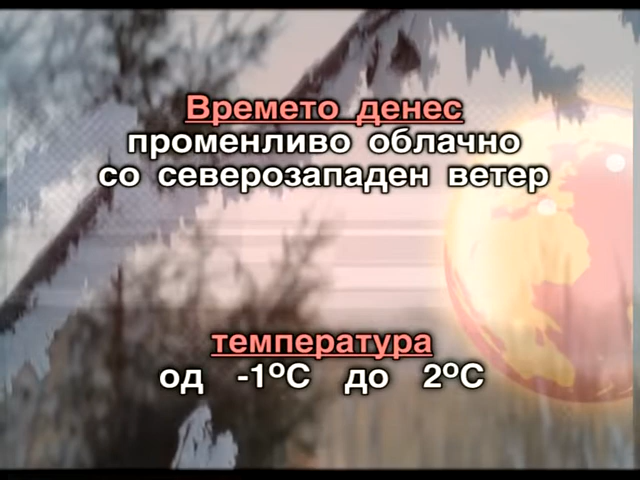 Времето денес
променливо облачно
со северозападен ветер
температура
од -1ºC до 2ºC